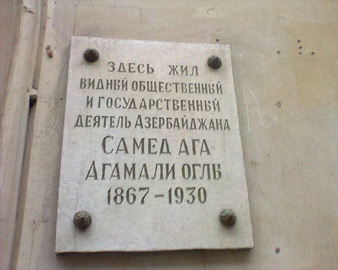 ЗДЕСЬ ЖИЛ
ВИДНЫЙ ОБЩЕСТВЕННЫЙ
И ГОСУДАРСТВЕННЫЙ
ДЕЯТЕЛЬ АЗЕРБАЙДЖАНА
САМЕД АГА
АГАМАЛИ ОГЛЫ
1867-1930